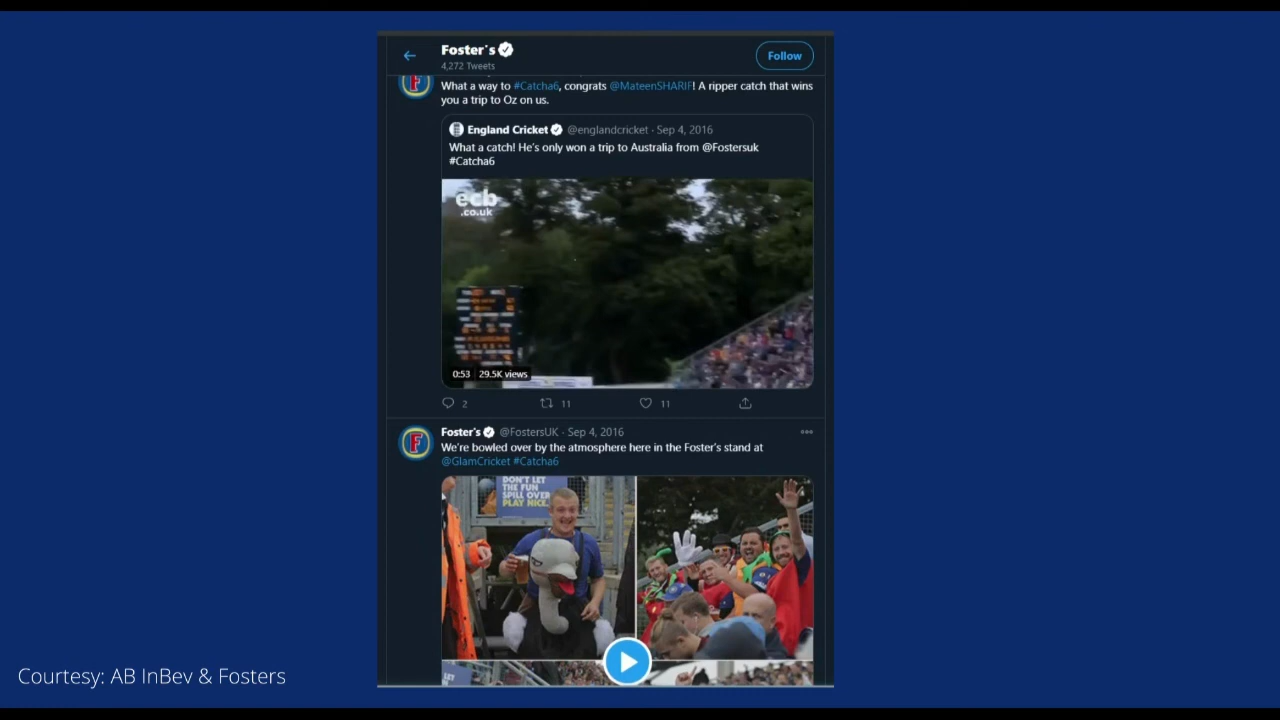 Foster's
4,272 Tweets
Follow
What a way to #Catcha6, congrats @MateenSHARIF! A ripper catch that wins
you a trip to Oz on us.
England Cricket @englandcricket · Sep 4, 2016
What a catch! He's only won a trip to Australia from @Fostersuk
#Catcha6
ecb
.co.uk
0:53 29.5K views
2 11 11
Foster's @FostersUK · Sep 4, 2016
We're bowled over by the atmosphere here in the Foster's stand at
@GlamCricket #Catcha6
DON'T LET
THE FUN
SPILL OVER
PLAY NICE.
F
F
LET
Courtesy: AB InBev & Fosters